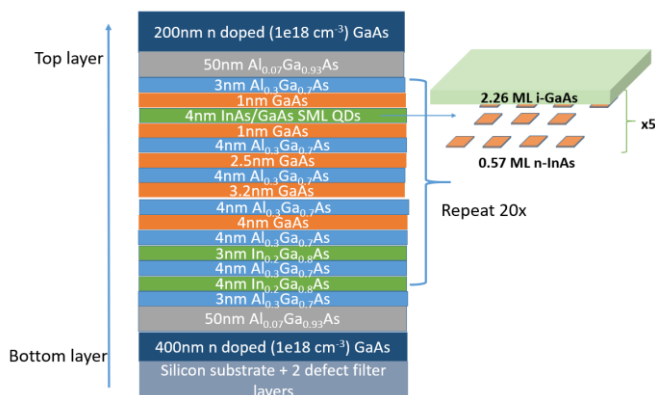 Top layer
200nm n doped (1e18 cm⁻³) GaAs
50nm Al₀.₀₇Ga₀.₉₃As
3nm Al₀.₃Ga₀.₇As
1nm GaAs
4nm InAs/GaAs SML QDs
1nm GaAs
4nm Al₀.₃Ga₀.₇As
2.5nm GaAs
4nm Al₀.₃Ga₀.₇As
3.2nm GaAs
4nm Al₀.₃Ga₀.₇As
4nm GaAs
4nm Al₀.₃Ga₀.₇As
3nm In₀.₂Ga₀.₈As
4nm Al₀.₃Ga₀.₇As
4nm In₀.₂Ga₀.₈As
3nm Al₀.₃Ga₀.₇As
50nm Al₀.₀₇Ga₀.₉₃As
400nm n doped (1e18 cm⁻³) GaAs
Silicon substrate + 2 defect filter
layers
Bottom layer
2.26 ML i-GaAs
x5
0.57 ML n-InAs
Repeat 20x